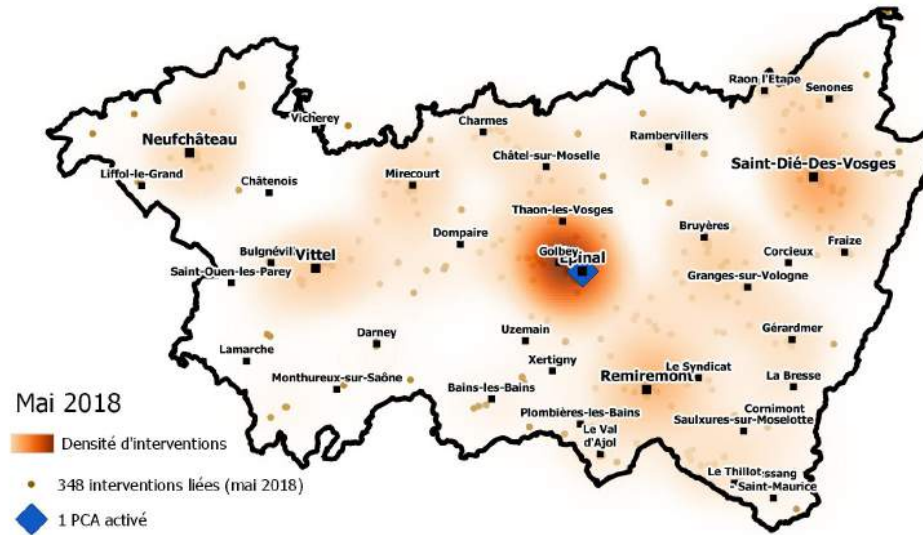 Raon l'Etape
Senones
Vicherey
Charmes
Neufchâteau
Rambervillers
Châtel-sur-Moselle
Saint-Dié-Des-Vosges
Liffol-le-Grand
Mirecourt
Châtenois
Thaon-les-Vosges
Bruyères
Dompaire
Fraize
Golbey
Epinal
Bulgnévil
Vittel
Corcieux
Saint-Ouen-les-Parey
Granges-sur-Vologne
Darney
Uzemain
Gérardmer
Lamarche
Xertigny
Le Syndicat
Monthureux-sur-Saône
Remiremont
La Bresse
Bains-les-Bains
Mai 2018
Plombières-les-Bains
Cornimont
Saulxures-sur-Moselotte
Le Val
d'Ajol
Densité d'interventions
Le Thillot
ssang
Saint-Maurice
348 interventions liées (mai 2018)
1 PCA activé